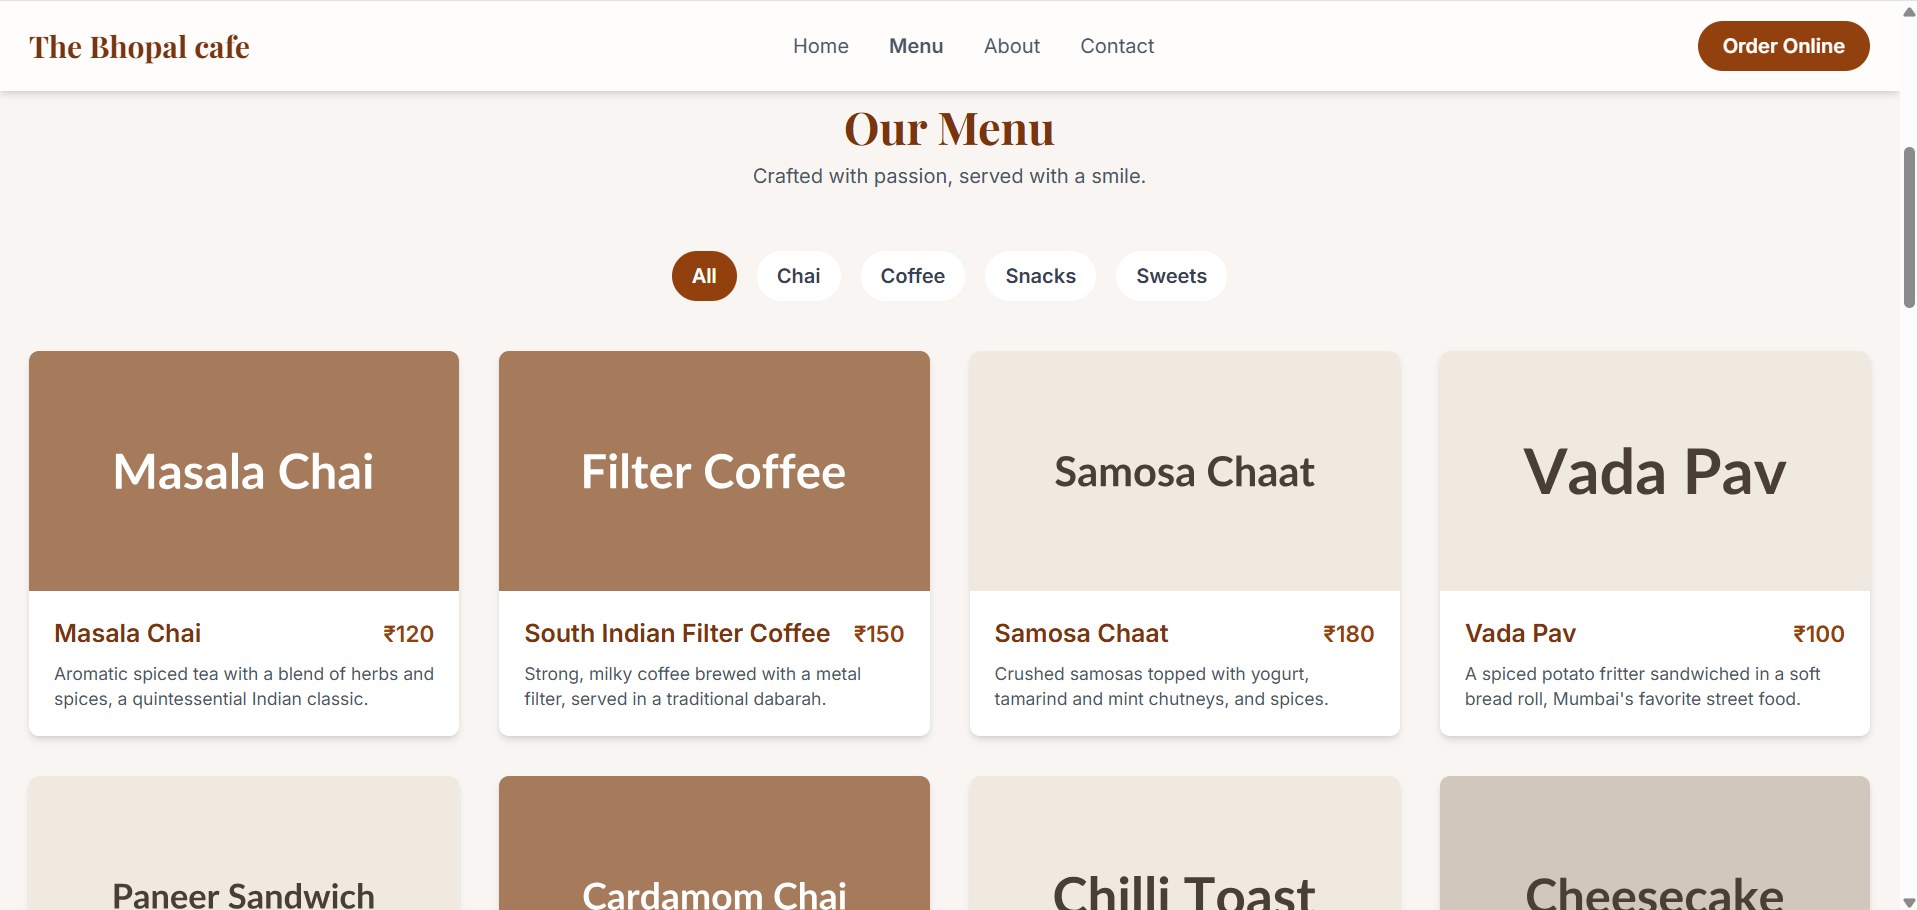 The Bhopal cafe
Home Menu About Contact
Order Online
Our Menu
Crafted with passion, served with a smile.
All Chai Coffee Snacks Sweets
Masala Chai
Masala Chai ₹120
Aromatic spiced tea with a blend of herbs and
spices, a quintessential Indian classic.
Filter Coffee
South Indian Filter Coffee ₹150
Strong, milky coffee brewed with a metal
filter, served in a traditional dabarah.
Samosa Chaat
Samosa Chaat ₹180
Crushed samosas topped with yogurt,
tamarind and mint chutneys, and spices.
Vada Pav
Vada Pav ₹100
A spiced potato fritter sandwiched in a soft
bread roll, Mumbai's favorite street food.
Paneer Sandwich
Cardamom Chai
Chilli Toast
Cheesecake